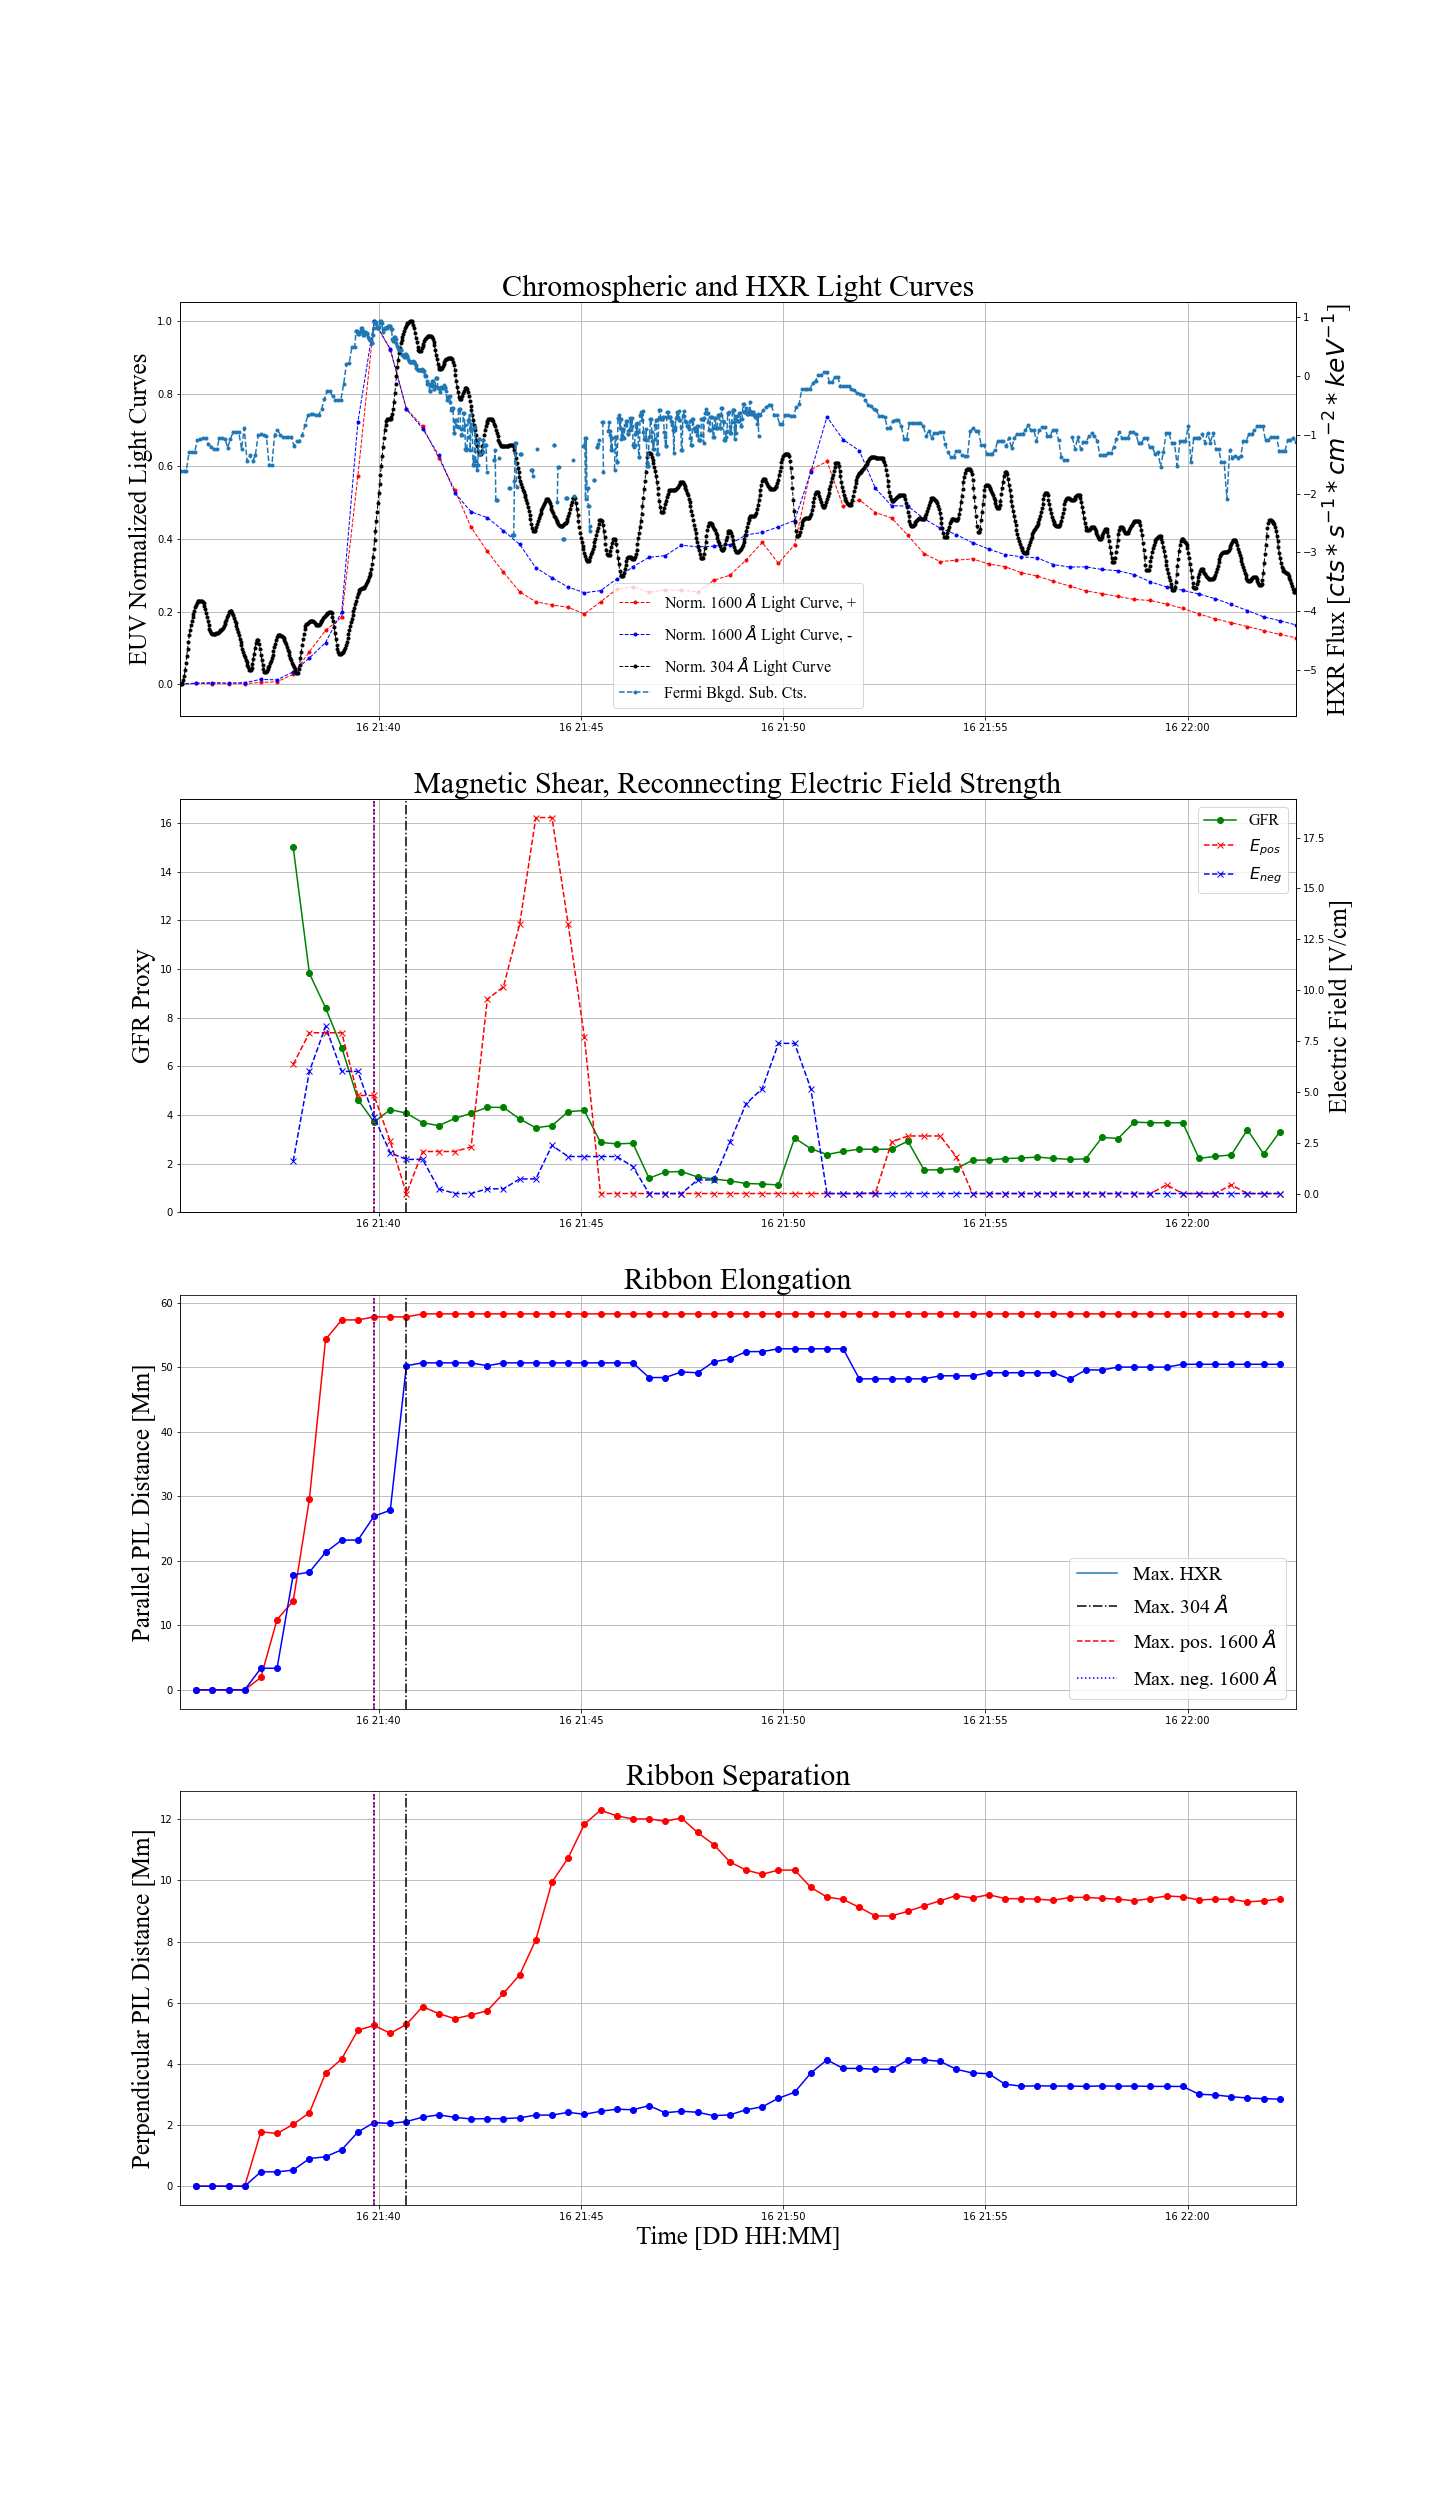 Chromospheric and HXR Light Curves
EUV Normalized Light Curves
1.0
0.8
0.6
0.4
0.2
0.0
HXR Flux [cts * s⁻¹ * cm⁻² * keV⁻¹]
1
0
−1
−2
−3
−4
−5
Norm. 1600 Å Light Curve, +
Norm. 1600 Å Light Curve, -
Norm. 304 Å Light Curve
Fermi Bkgd. Sub. Cts.
16 21:40 16 21:45 16 21:50 16 21:55 16 22:00
Magnetic Shear, Reconnecting Electric Field Strength
GFR Proxy
16
14
12
10
8
6
4
2
0
Electric Field [V/cm]
17.5
15.0
12.5
10.0
7.5
5.0
2.5
0.0
GFR
E_pos
E_neg
16 21:40 16 21:45 16 21:50 16 21:55 16 22:00
Ribbon Elongation
Parallel PIL Distance [Mm]
60
50
40
30
20
10
0
Max. HXR
Max. 304 Å
Max. pos. 1600 Å
Max. neg. 1600 Å
16 21:40 16 21:45 16 21:50 16 21:55 16 22:00
Ribbon Separation
Perpendicular PIL Distance [Mm]
12
10
8
6
4
2
0
16 21:40 16 21:45 16 21:50 16 21:55 16 22:00
Time [DD HH:MM]